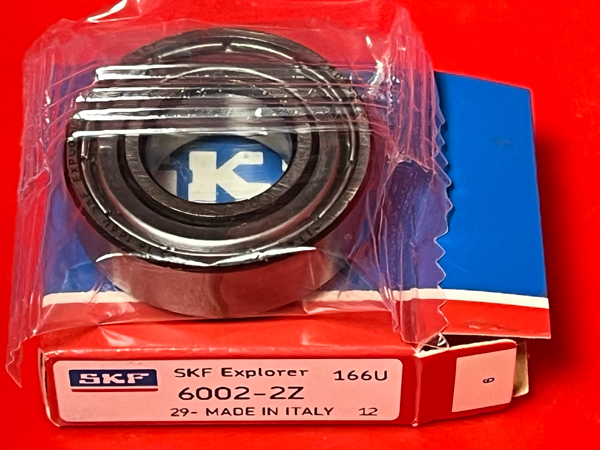 SKF
SKF Explorer 166U
6002-2Z
29- MADE IN ITALY 12